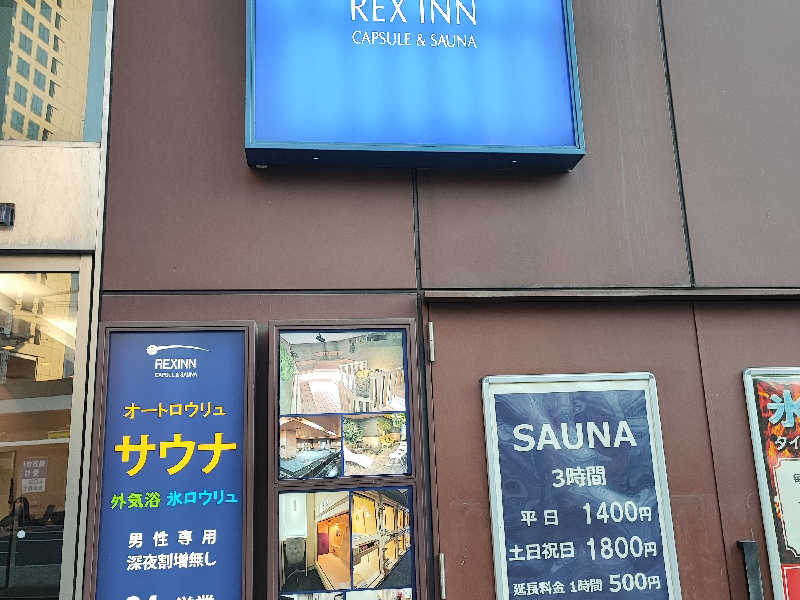 REX INN
CAPSULE & SAUNA
REXINN
CAPSULE & SAUNA
オートロウリュ
サウナ
外気浴 氷ロウリュ
男性専用
深夜割増無し
SAUNA
3時間
平日 1400円
土日祝日 1800円
延長料金 1時間 500円
氷